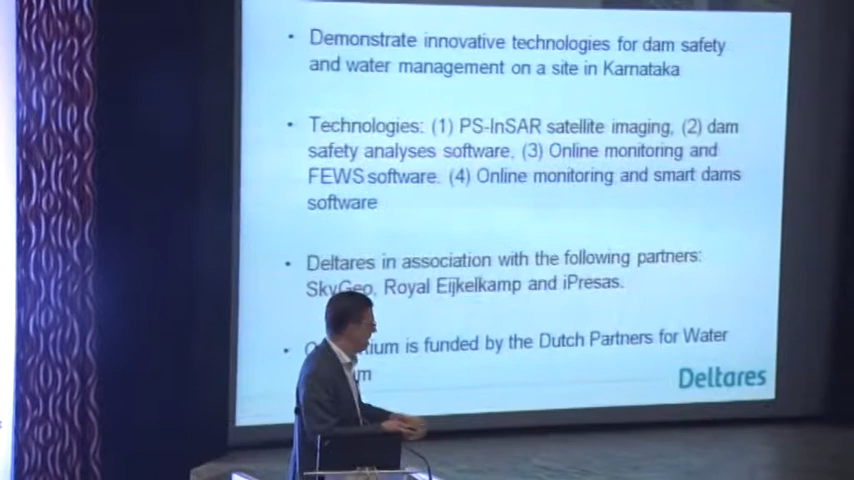 • Demonstrate innovative technologies for dam safety
and water management on a site in Karnataka
• Technologies: (1) PS-InSAR satellite imaging, (2) dam
safety analyses software, (3) Online monitoring and
FEWS software, (4) Online monitoring and smart dams
software
• Deltares in association with the following partners:
SkyGeo, Royal Eijkelkamp and iPresas.
• is funded by the Dutch Partners for Water
Deltares